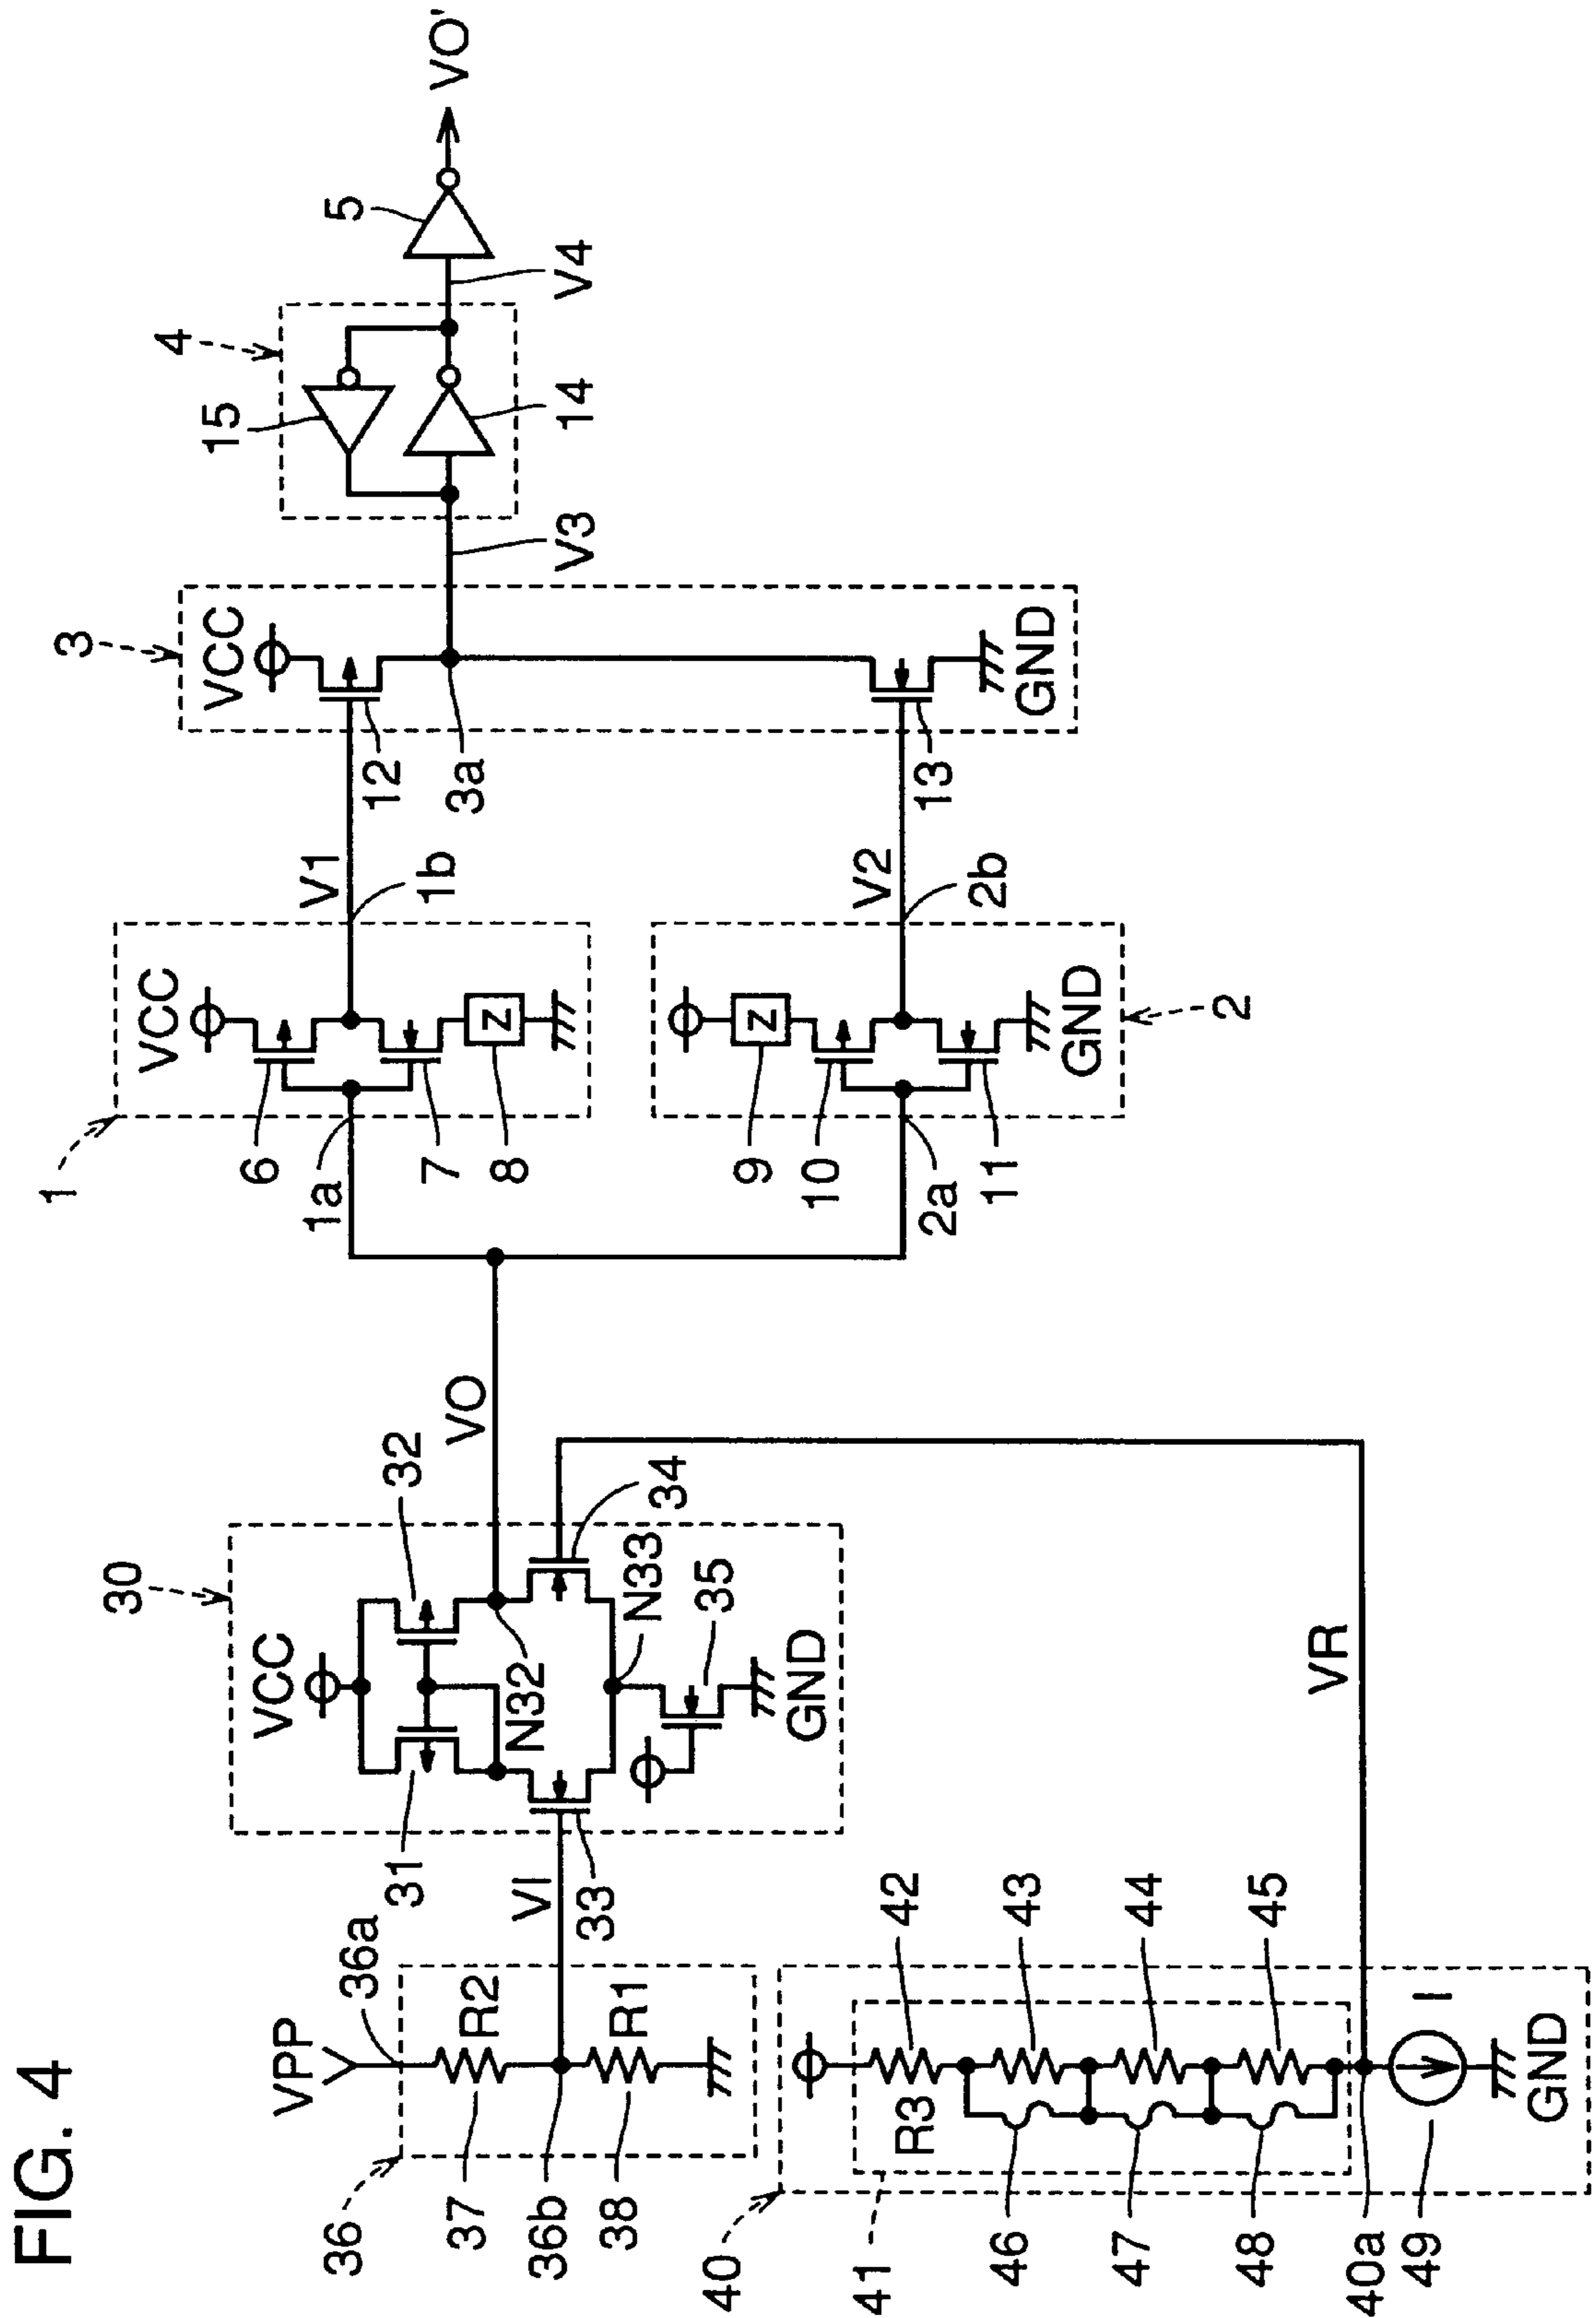 FIG. 4
VPP
36a
36
R2
37
36b
R1
38
VI
30
VCC
31
32
N32
33
34
N33
35
GND
VO
40
41
R3
42
43
44
45
46
47
48
40a
49
I
GND
VR
1
VCC
6
1a
7
8
V1
1b
9
10
2a
11
GND
2
V2
2b
3
VCC
12
3a
13
GND
V3
4
15
14
V4
5
VO'
Z
Z